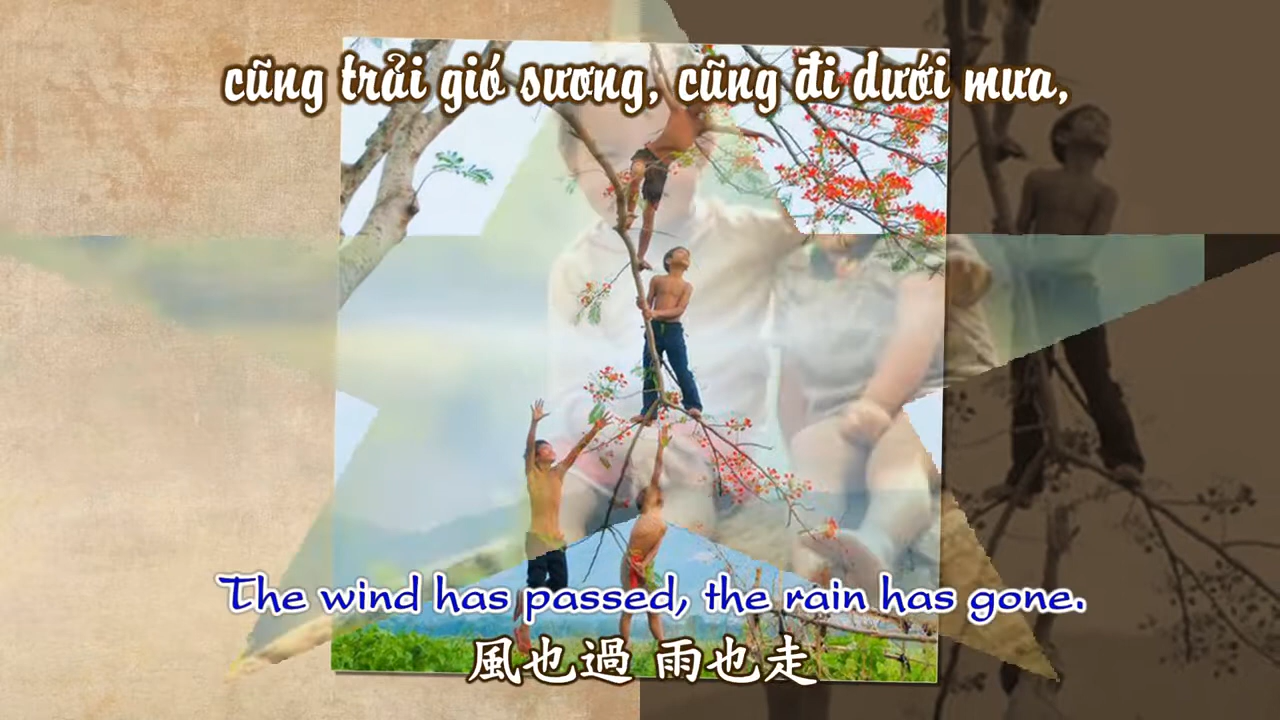 cũng trải gió sương, cũng đi dưới mưa,
The wind has passed, the rain has gone.
風也過 雨也走